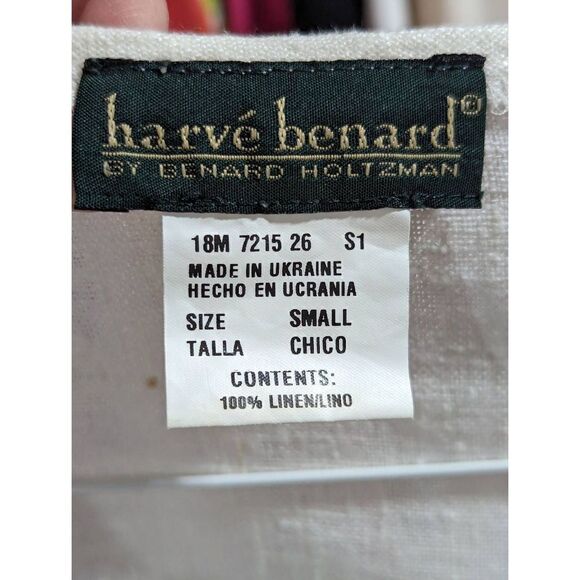 harvé benard®
BY BENARD HOLTZMAN
18M 7215 26 S1
MADE IN UKRAINE
HECHO EN UCRANIA
SIZE SMALL
TALLA CHICO
CONTENTS:
100% LINEN/LINO